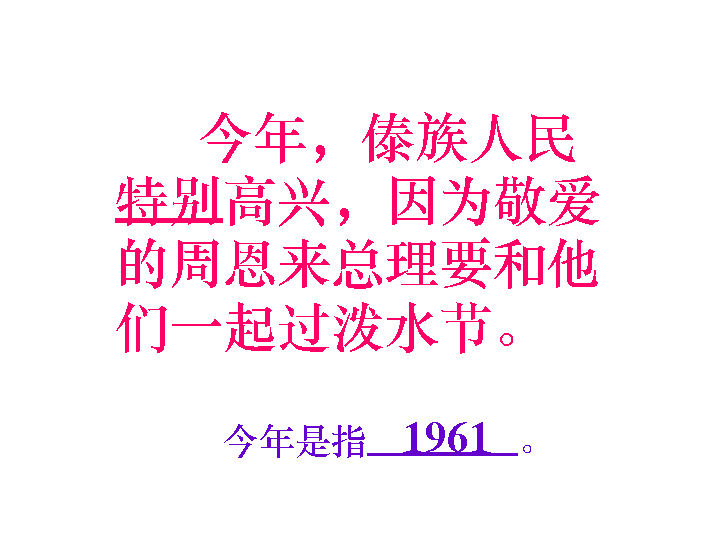 今年，傣族人民
特别高兴，因为敬爱
的周恩来总理要和他
们一起过泼水节。
今年是指 1961 。